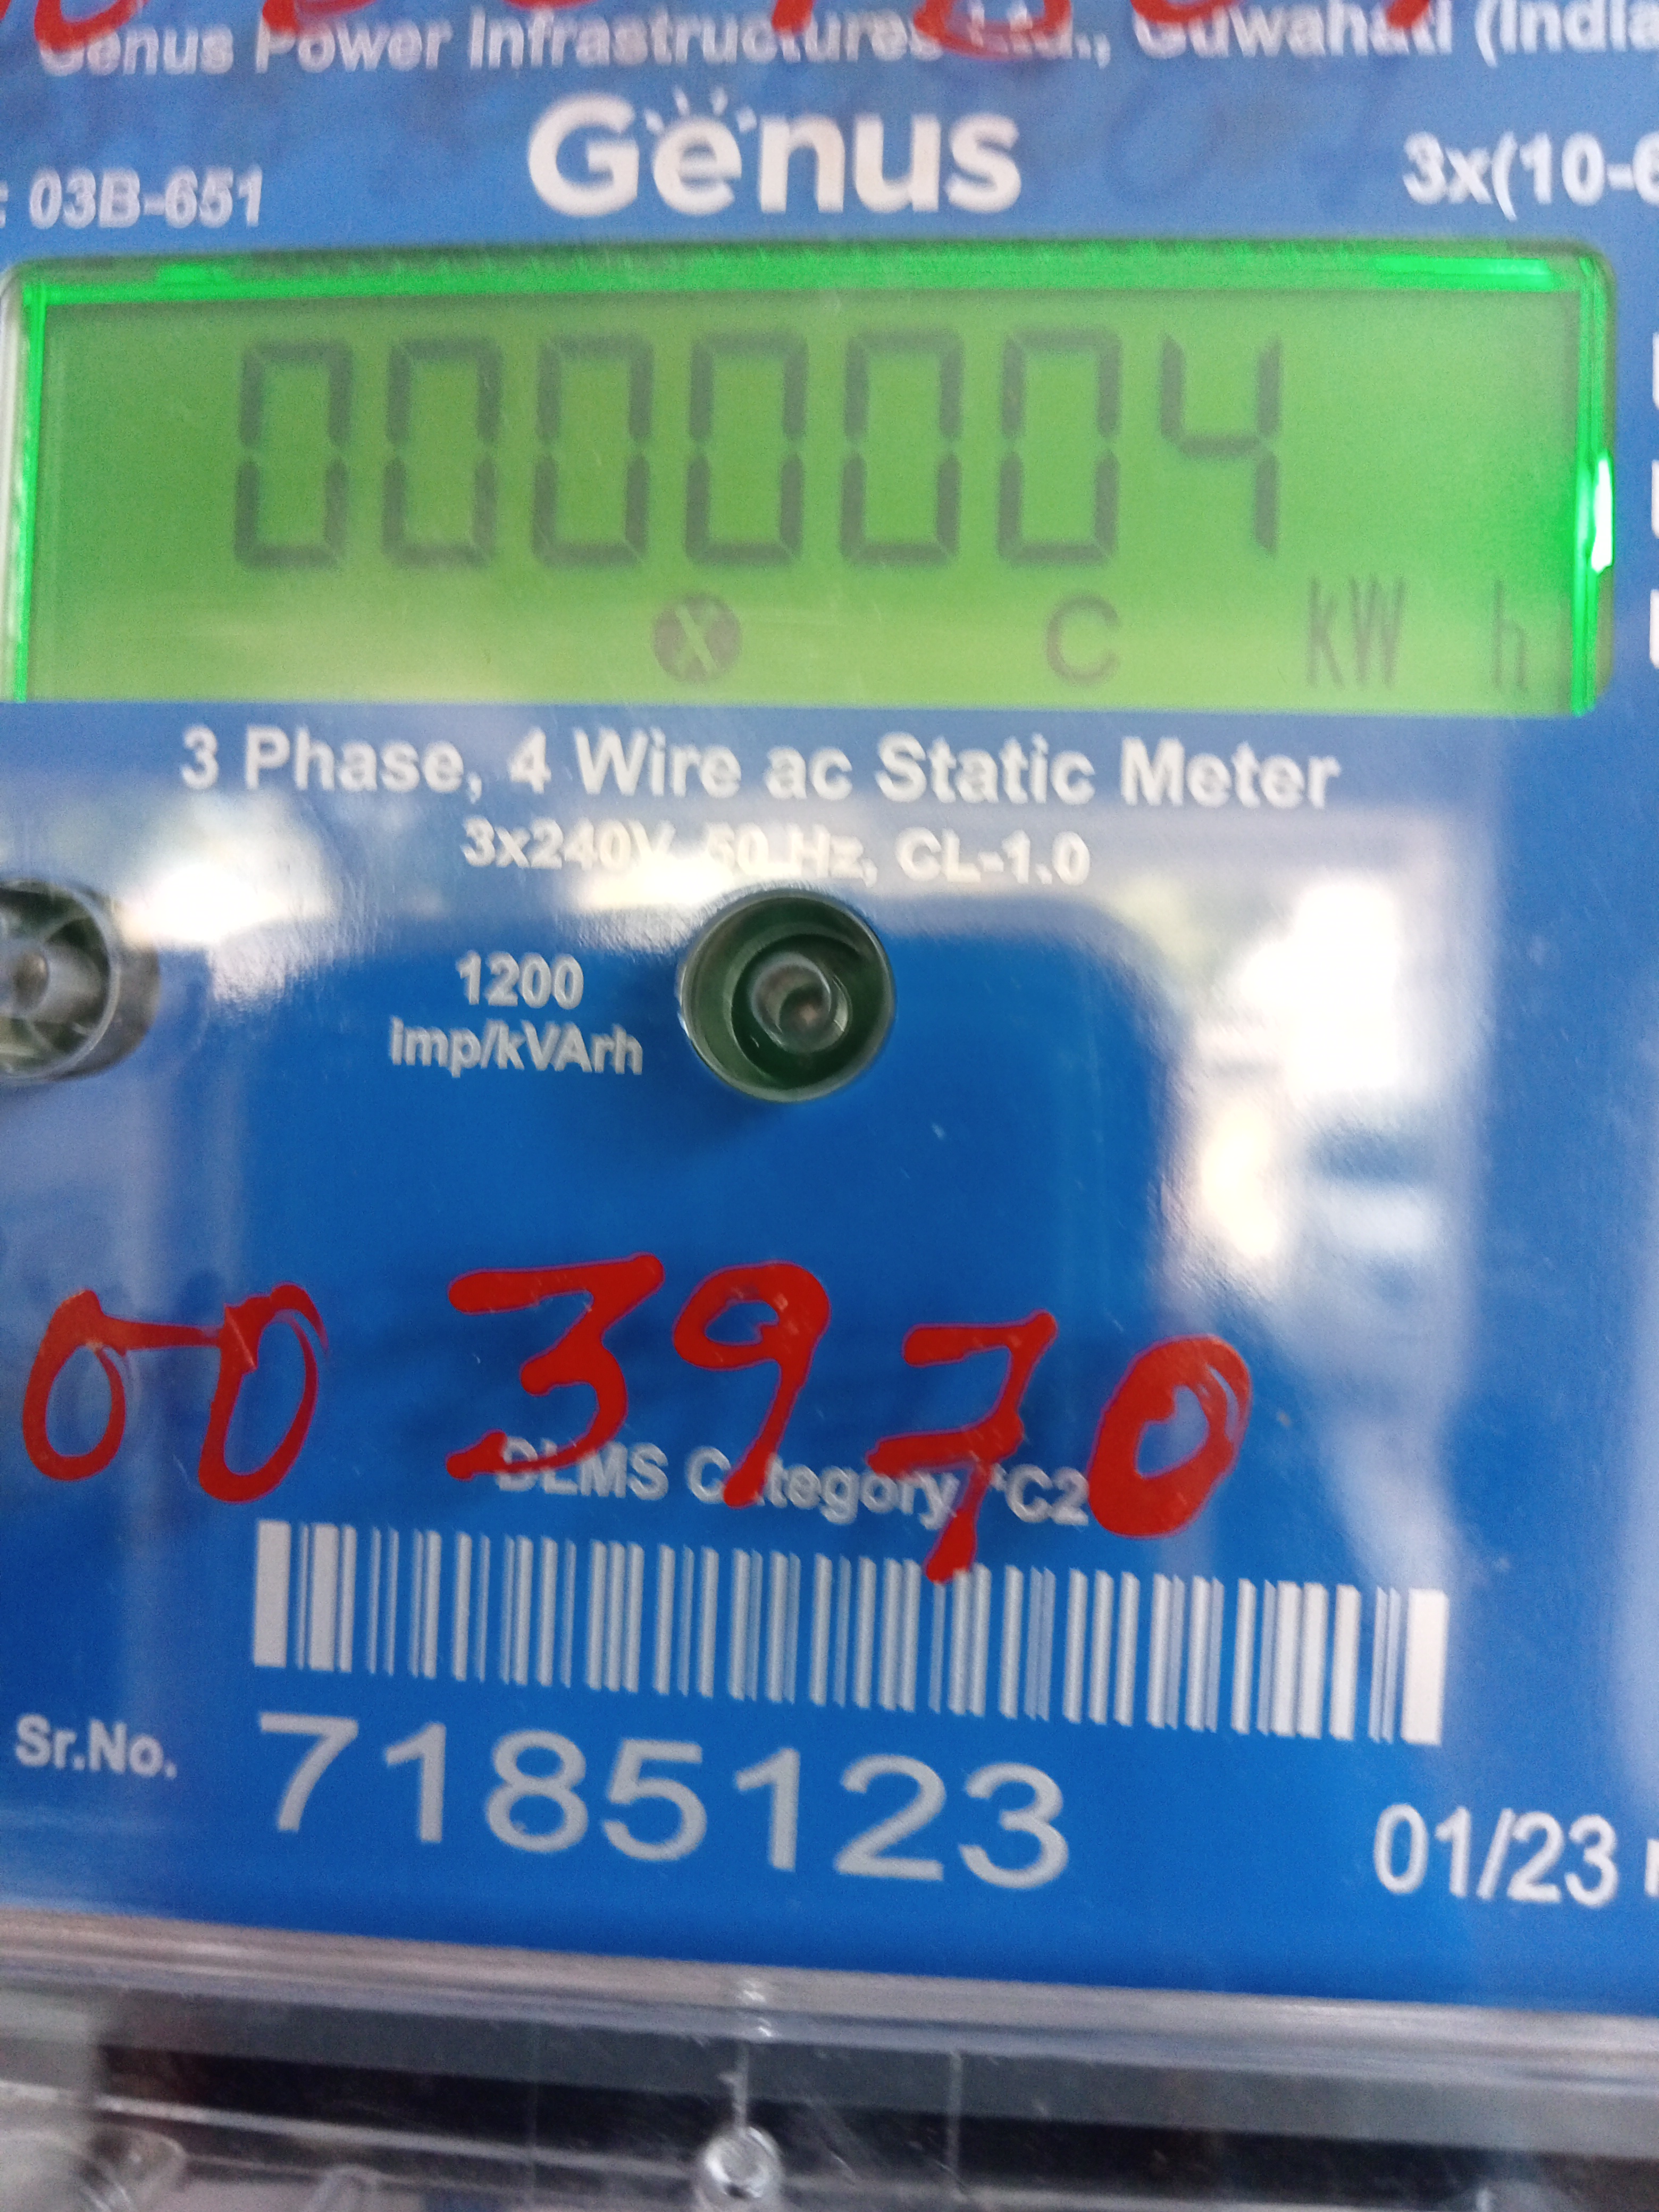 Genus Power Infrastructures Ltd., Guwahati (India
Genus
: 03B-651
3x(10-6
0000004
C kW h
3 Phase, 4 Wire ac Static Meter
3x240V, 50 Hz, CL-1.0
1200
imp/kVArh
003970
DLMS Category 'C2
Sr.No. 7185123
01/23